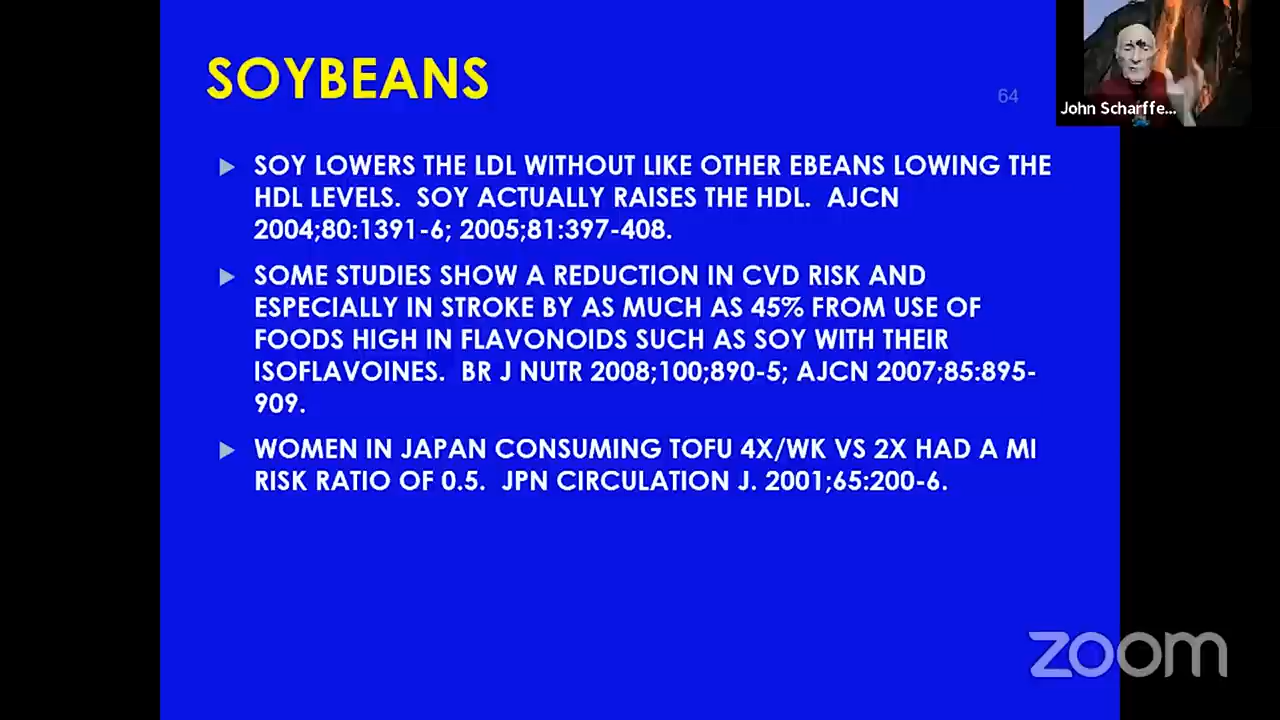 SOYBEANS
64
John Scharffe...
SOY LOWERS THE LDL WITHOUT LIKE OTHER EBEANS LOWING THE
HDL LEVELS. SOY ACTUALLY RAISES THE HDL. AJCN
2004;80:1391-6; 2005;81:397-408.
SOME STUDIES SHOW A REDUCTION IN CVD RISK AND
ESPECIALLY IN STROKE BY AS MUCH AS 45% FROM USE OF
FOODS HIGH IN FLAVONOIDS SUCH AS SOY WITH THEIR
ISOFLAVOINES. BR J NUTR 2008;100;890-5; AJCN 2007;85:895-
909.
WOMEN IN JAPAN CONSUMING TOFU 4X/WK VS 2X HAD A MI
RISK RATIO OF 0.5. JPN CIRCULATION J. 2001;65:200-6.
zoom